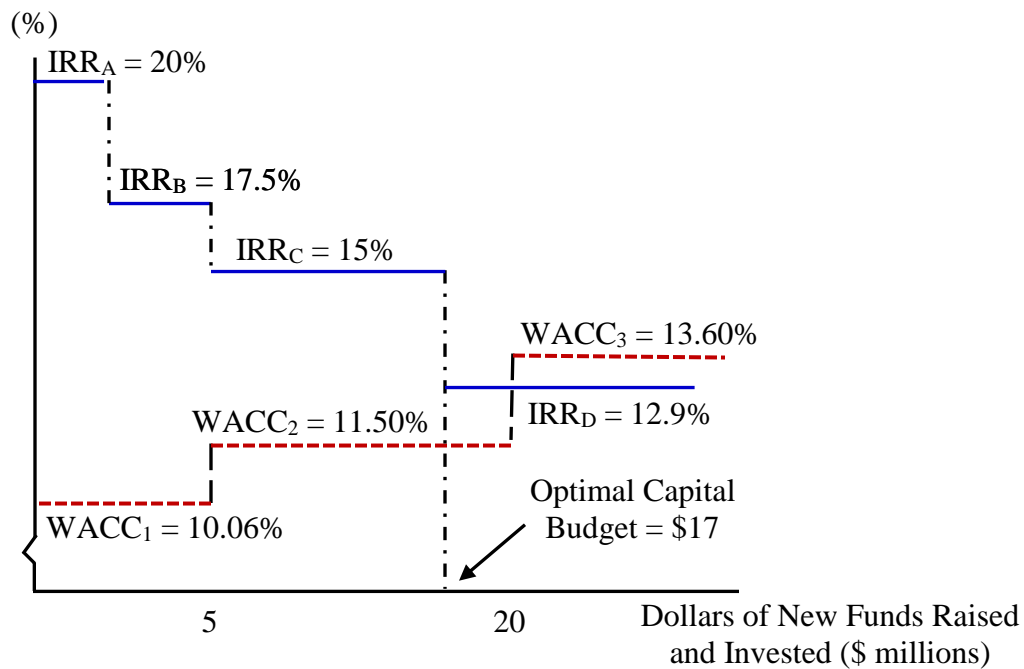 (%)
IRRA = 20%
IRRB = 17.5%
IRRC = 15%
WACC3 = 13.60%
WACC2 = 11.50%
IRRD = 12.9%
Optimal Capital
Budget = $17
WACC1 = 10.06%
5
20
Dollars of New Funds Raised
and Invested ($ millions)